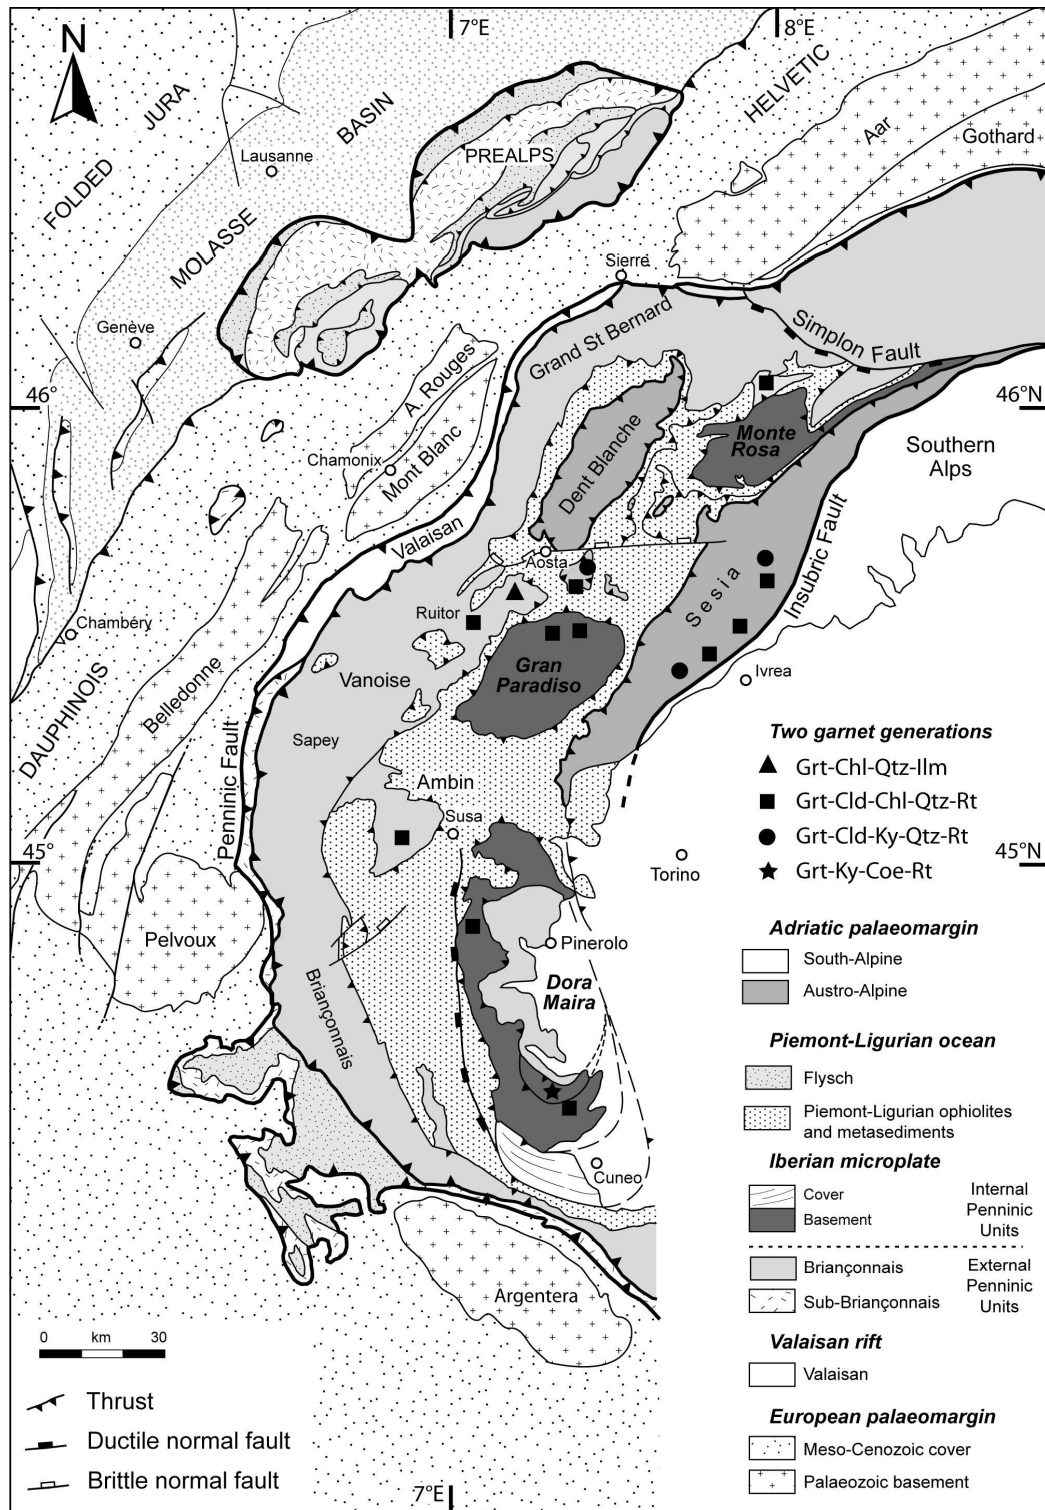 7°E
8°E
N
JURA
FOLDED
BASIN
MOLASSE
HELVETIC
Aar
Gothard
Lausanne
PREALPS
Sierre
Genève
Grand St Bernard
Simplon Fault
A. Rouges
46°
46°N
Mont Blanc
Chamonix
Dent Blanche
Monte
Rosa
Southern
Alps
Valaisan
Aosta
Sesia
Insubric Fault
Ruitor
Chambéry
Belledonne
Gran
Paradiso
Vanoise
Ivrea
DAUPHINOIS
Sapey
Penninic Fault
Ambin
Susa
Two garnet generations
Grt-Chl-Qtz-Ilm
Grt-Cld-Chl-Qtz-Rt
Grt-Cld-Ky-Qtz-Rt
Grt-Ky-Coe-Rt
45°
45°N
Torino
Pelvoux
Pinerolo
Dora
Maira
Briançonnais
Cuneo
Argentera
Adriatic palaeomargin
South-Alpine
Austro-Alpine
Piemont-Ligurian ocean
Flysch
Piemont-Ligurian ophiolites
and metasediments
Iberian microplate
Cover
Basement
Internal
Penninic
Units
Briançonnais
Sub-Briançonnais
External
Penninic
Units
Valaisan rift
Valaisan
European palaeomargin
Meso-Cenozoic cover
Palaeozoic basement
0 km 30
Thrust
Ductile normal fault
Brittle normal fault
7°E